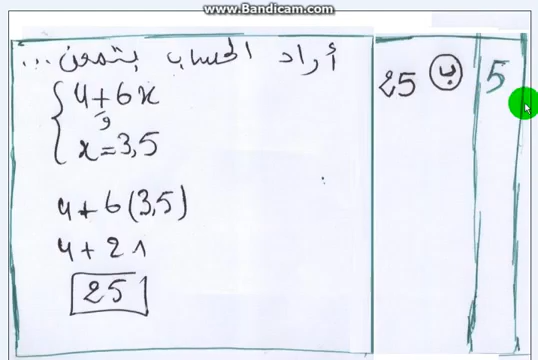 www.Bandicam.com
5
ب
25
أراد الحساب بتمعن...
4+6x
و
x=3,5
4+6(3,5)
4+21
25